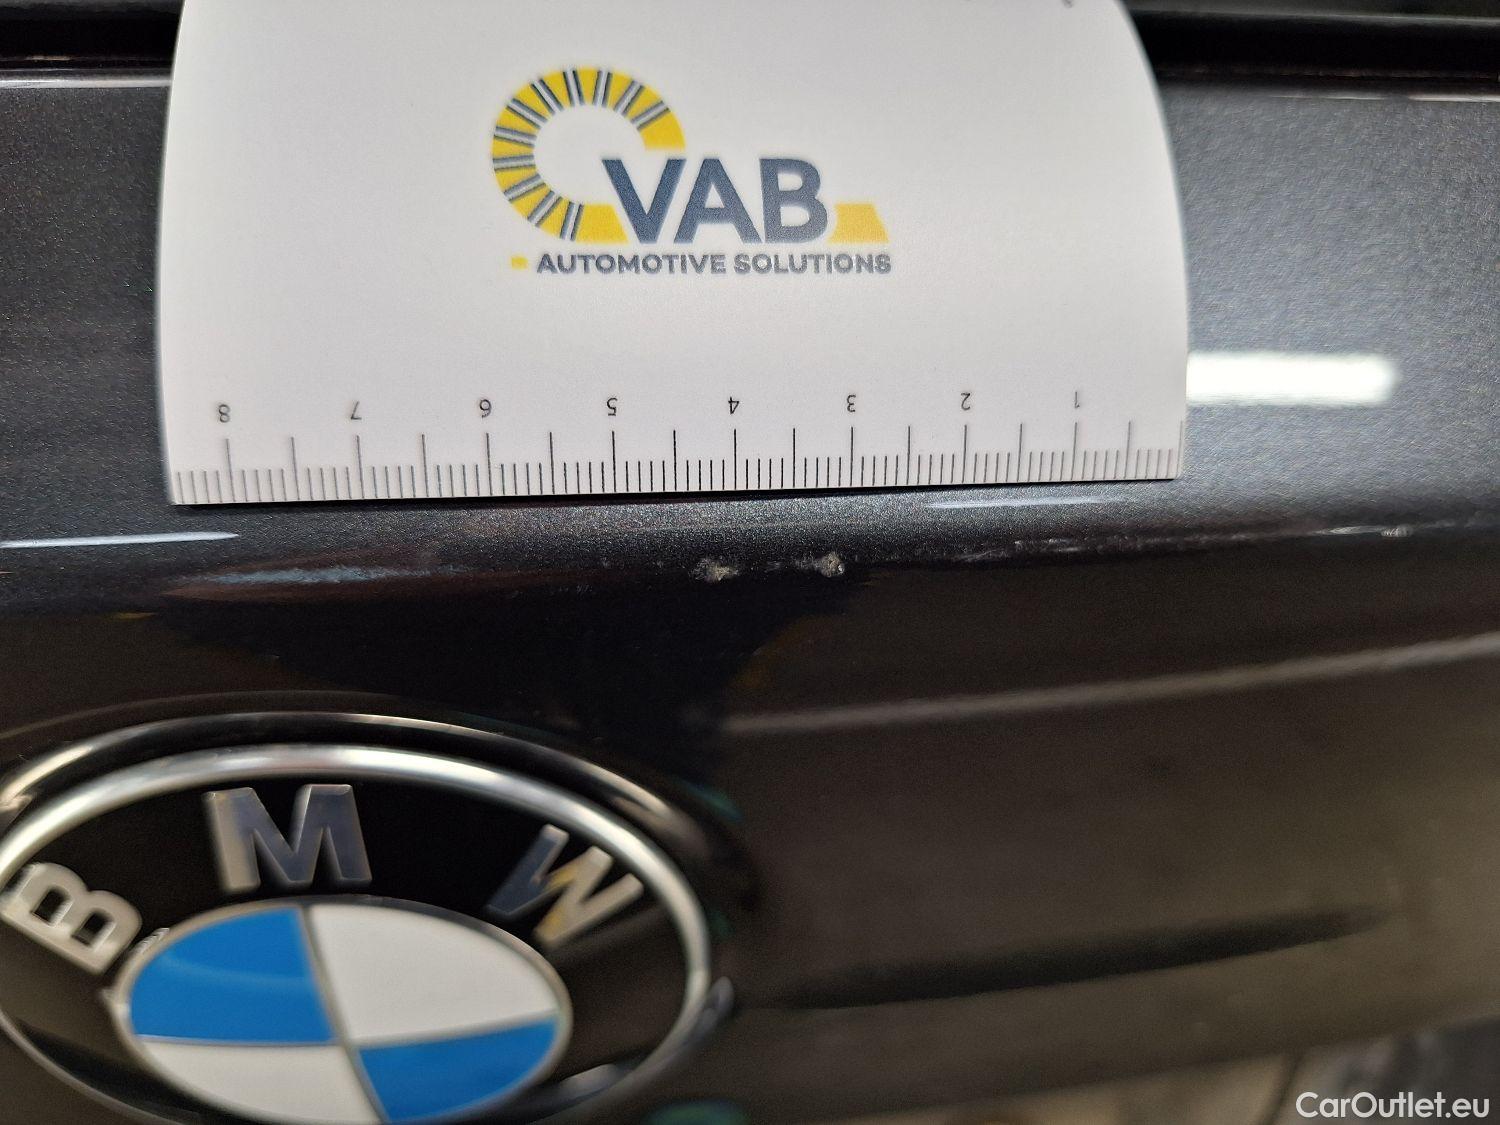 VAB
AUTOMOTIVE SOLUTIONS
8 7 6 5 4 3 2 1
BMW
CarOutlet.eu